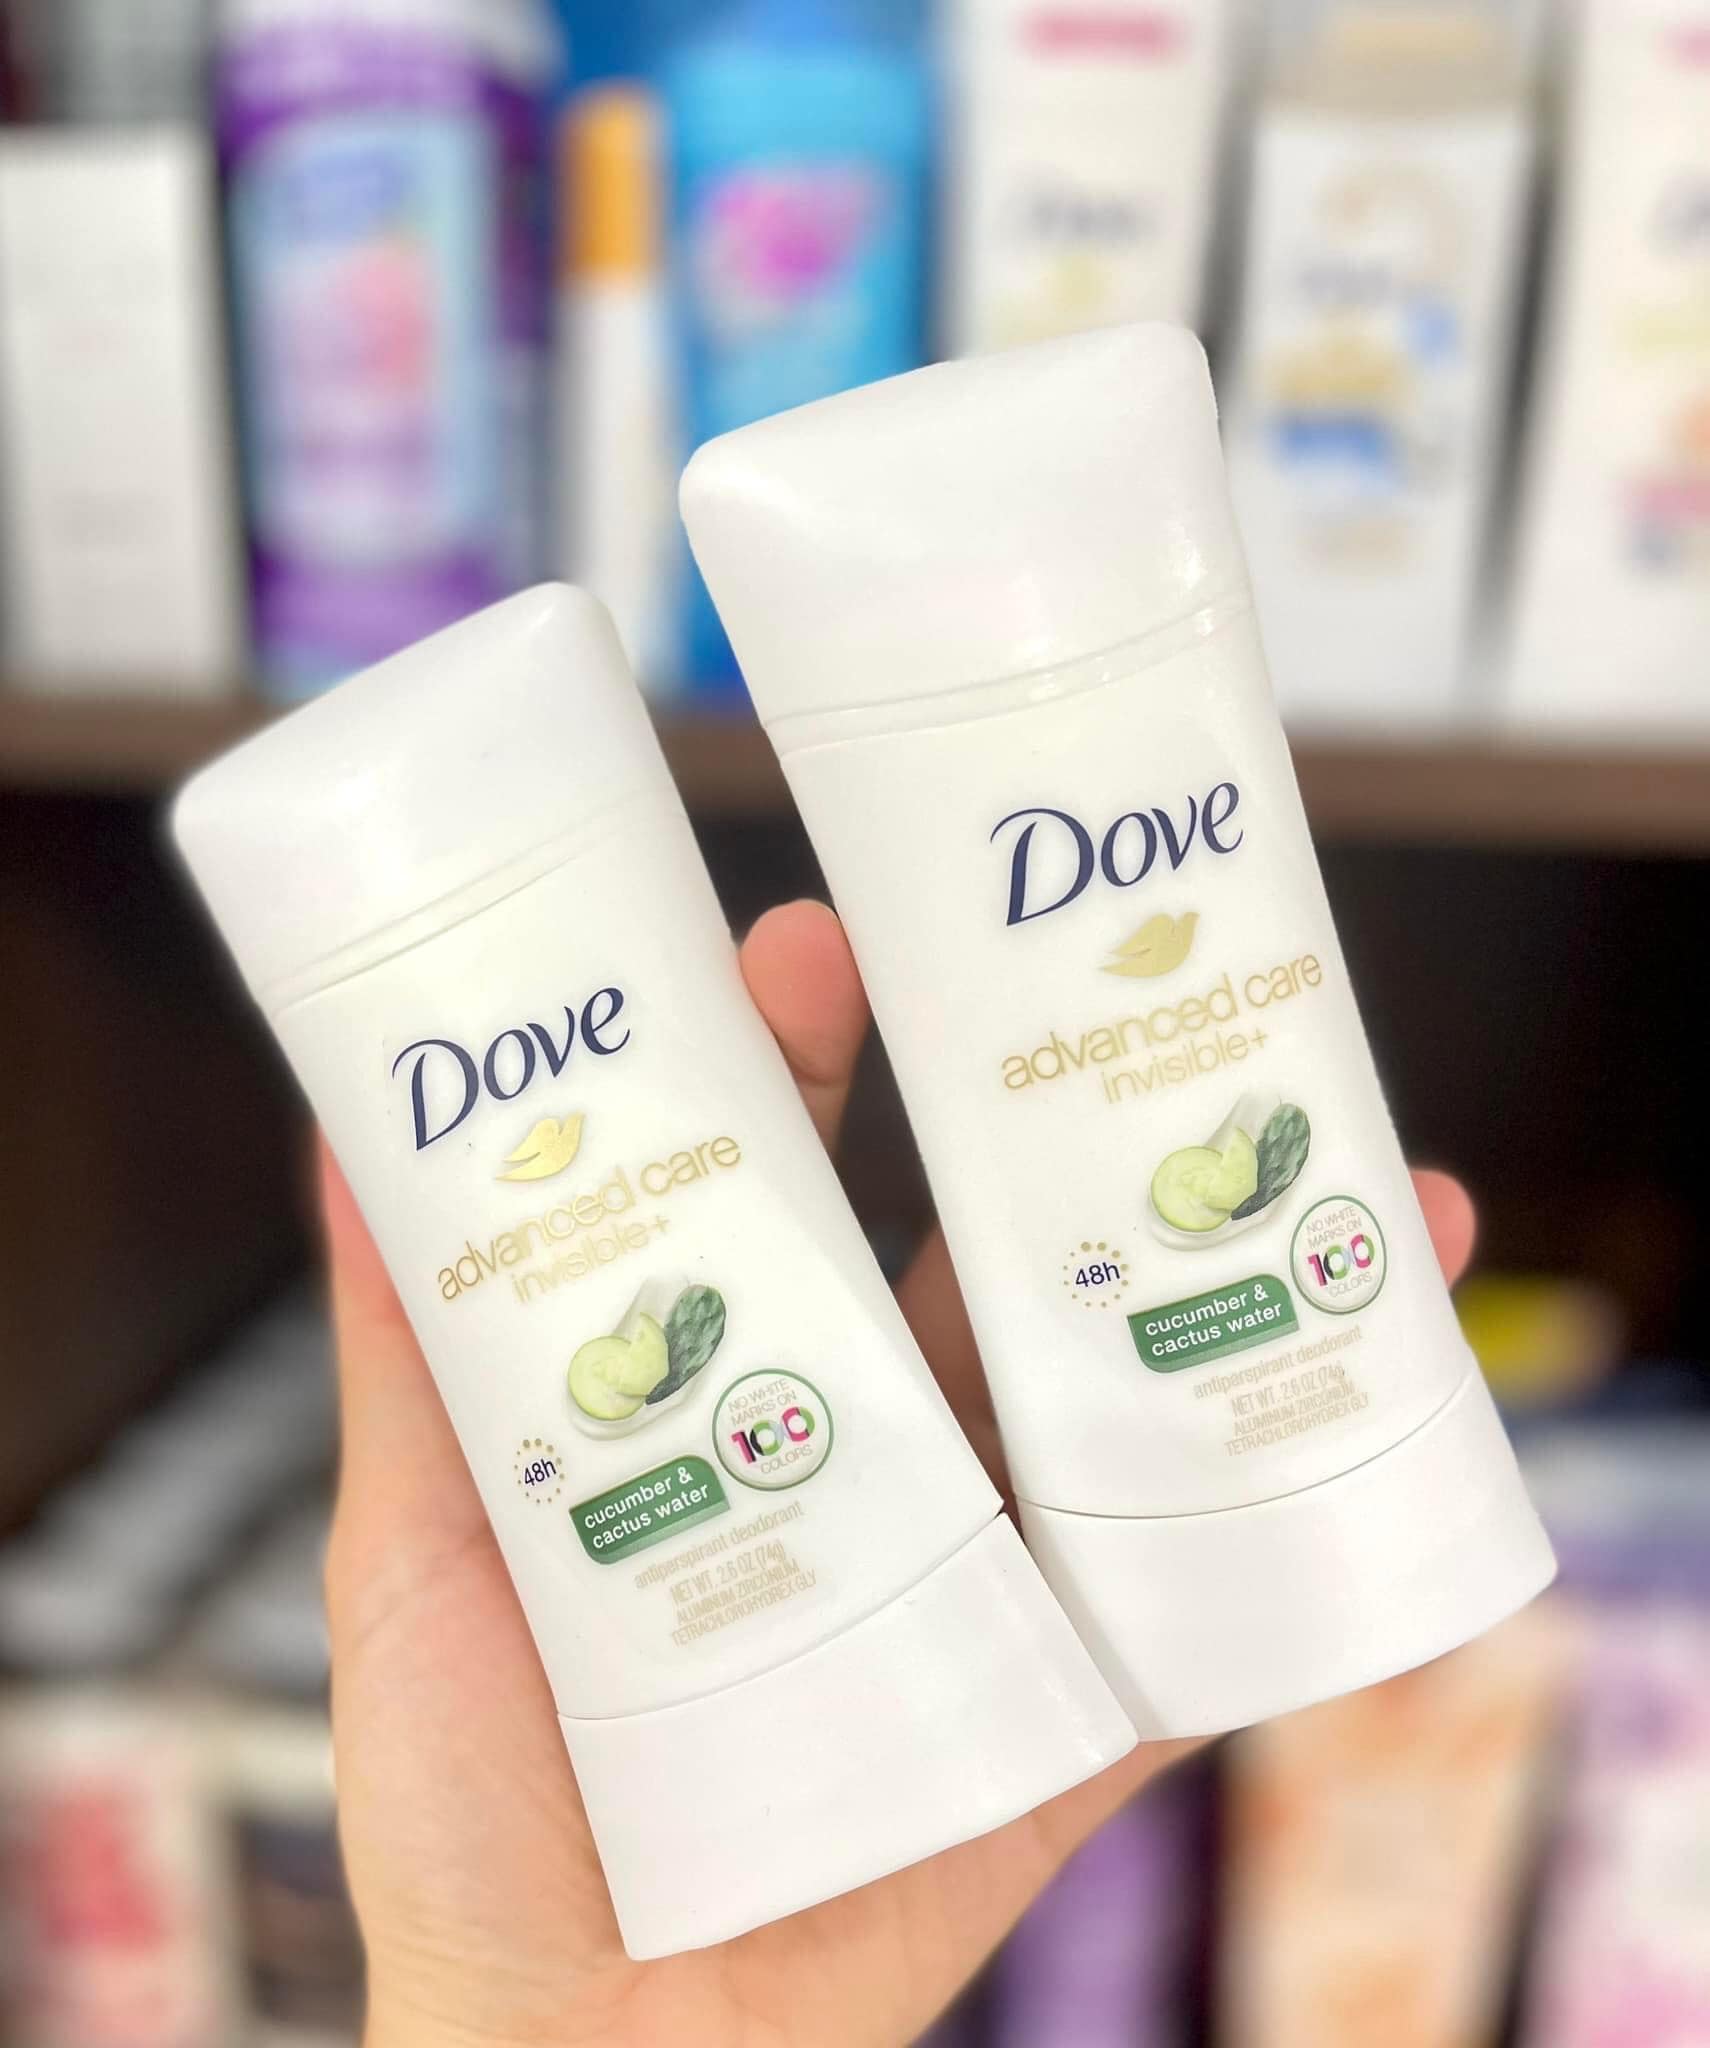 Dove
advanced care
invisible+
48h
cucumber &
cactus water
NO WHITE
MARKS ON
100
COLORS
antiperspirant deodorant
NET WT. 2.6 OZ (74g)
ALUMINUM ZIRCONIUM
TETRACHLOROHYDREX GLY
Dove
advanced care
invisible+
48h
cucumber &
cactus water
NO WHITE
MARKS ON
100
COLORS
antiperspirant deodorant
NET WT. 2.6 OZ (74g)
ALUMINUM ZIRCONIUM
TETRACHLOROHYDREX GLY